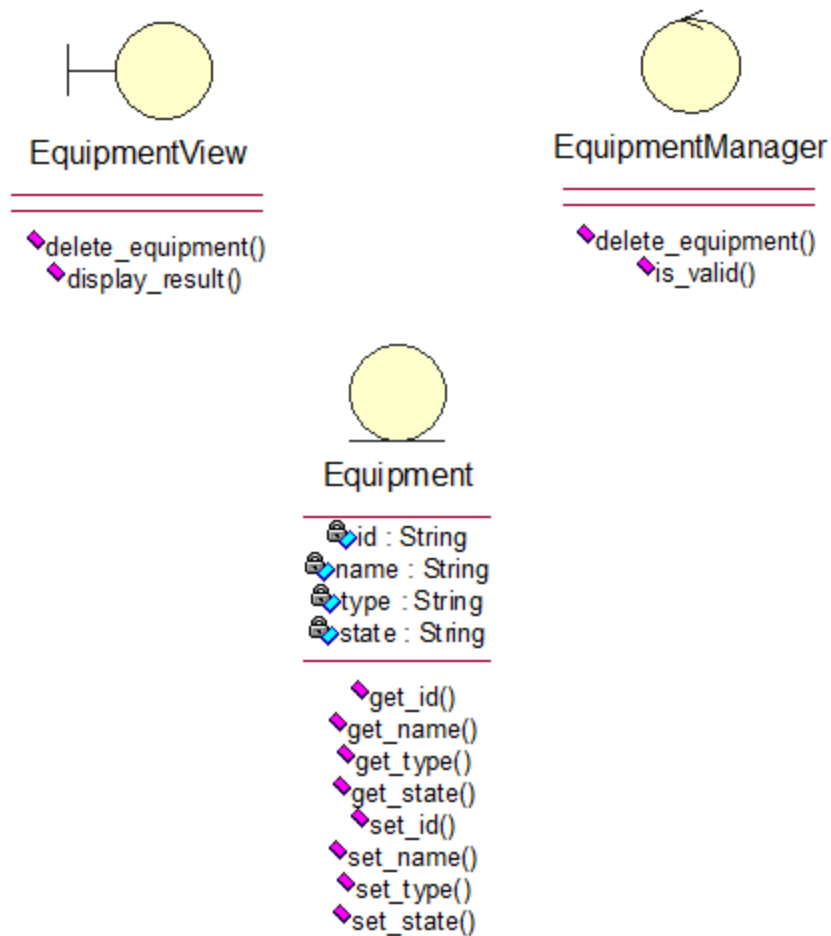 EquipmentView
delete_equipment()
display_result()
EquipmentManager
delete_equipment()
is_valid()
Equipment
id : String
name : String
type : String
state : String
get_id()
get_name()
get_type()
get_state()
set_id()
set_name()
set_type()
set_state()